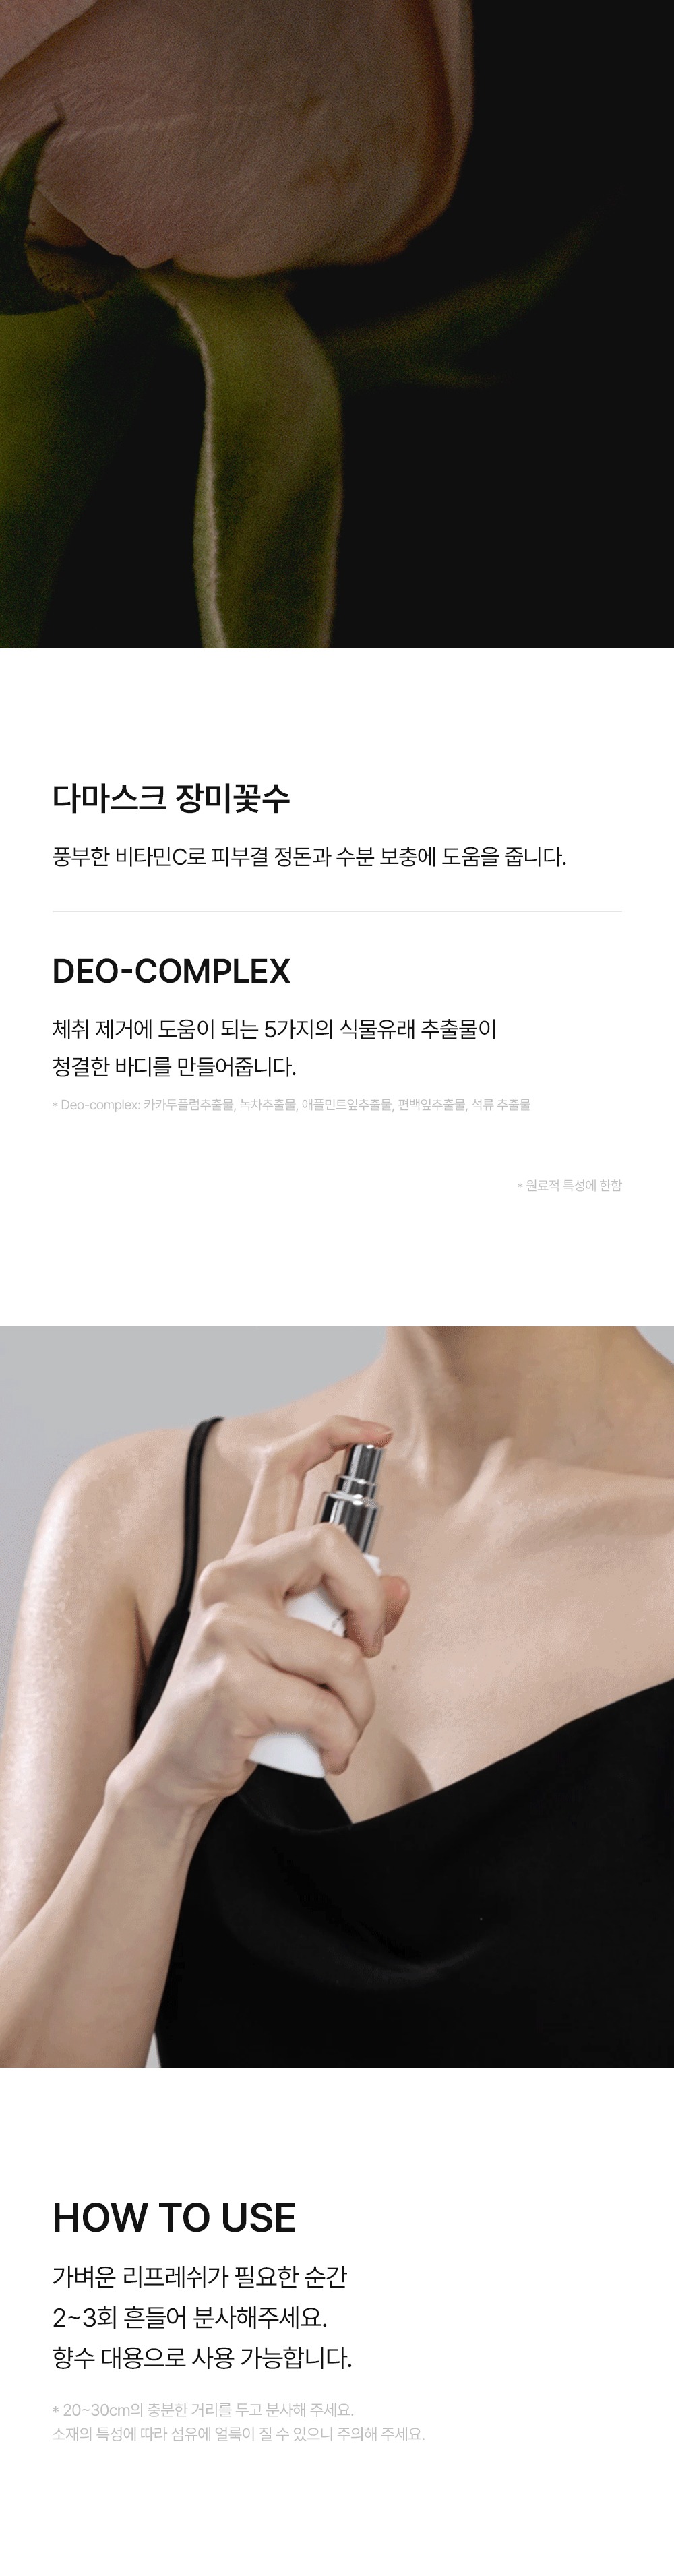 다마스크 장미꽃수
풍부한 비타민C로 피부결 정돈과 수분 보충에 도움을 줍니다.
DEO-COMPLEX
체취 제거에 도움이 되는 5가지의 식물유래 추출물이
청결한 바디를 만들어줍니다.
* Deo-complex: 카카두플럼추출물, 녹차추출물, 애플민트잎추출물, 편백잎추출물, 석류 추출물
* 원료적 특성에 한함
HOW TO USE
가벼운 리프레쉬가 필요한 순간
2~3회 흔들어 분사해주세요.
향수 대용으로 사용 가능합니다.
* 20~30cm의 충분한 거리를 두고 분사해 주세요.
소재의 특성에 따라 섬유에 얼룩이 질 수 있으니 주의해 주세요.